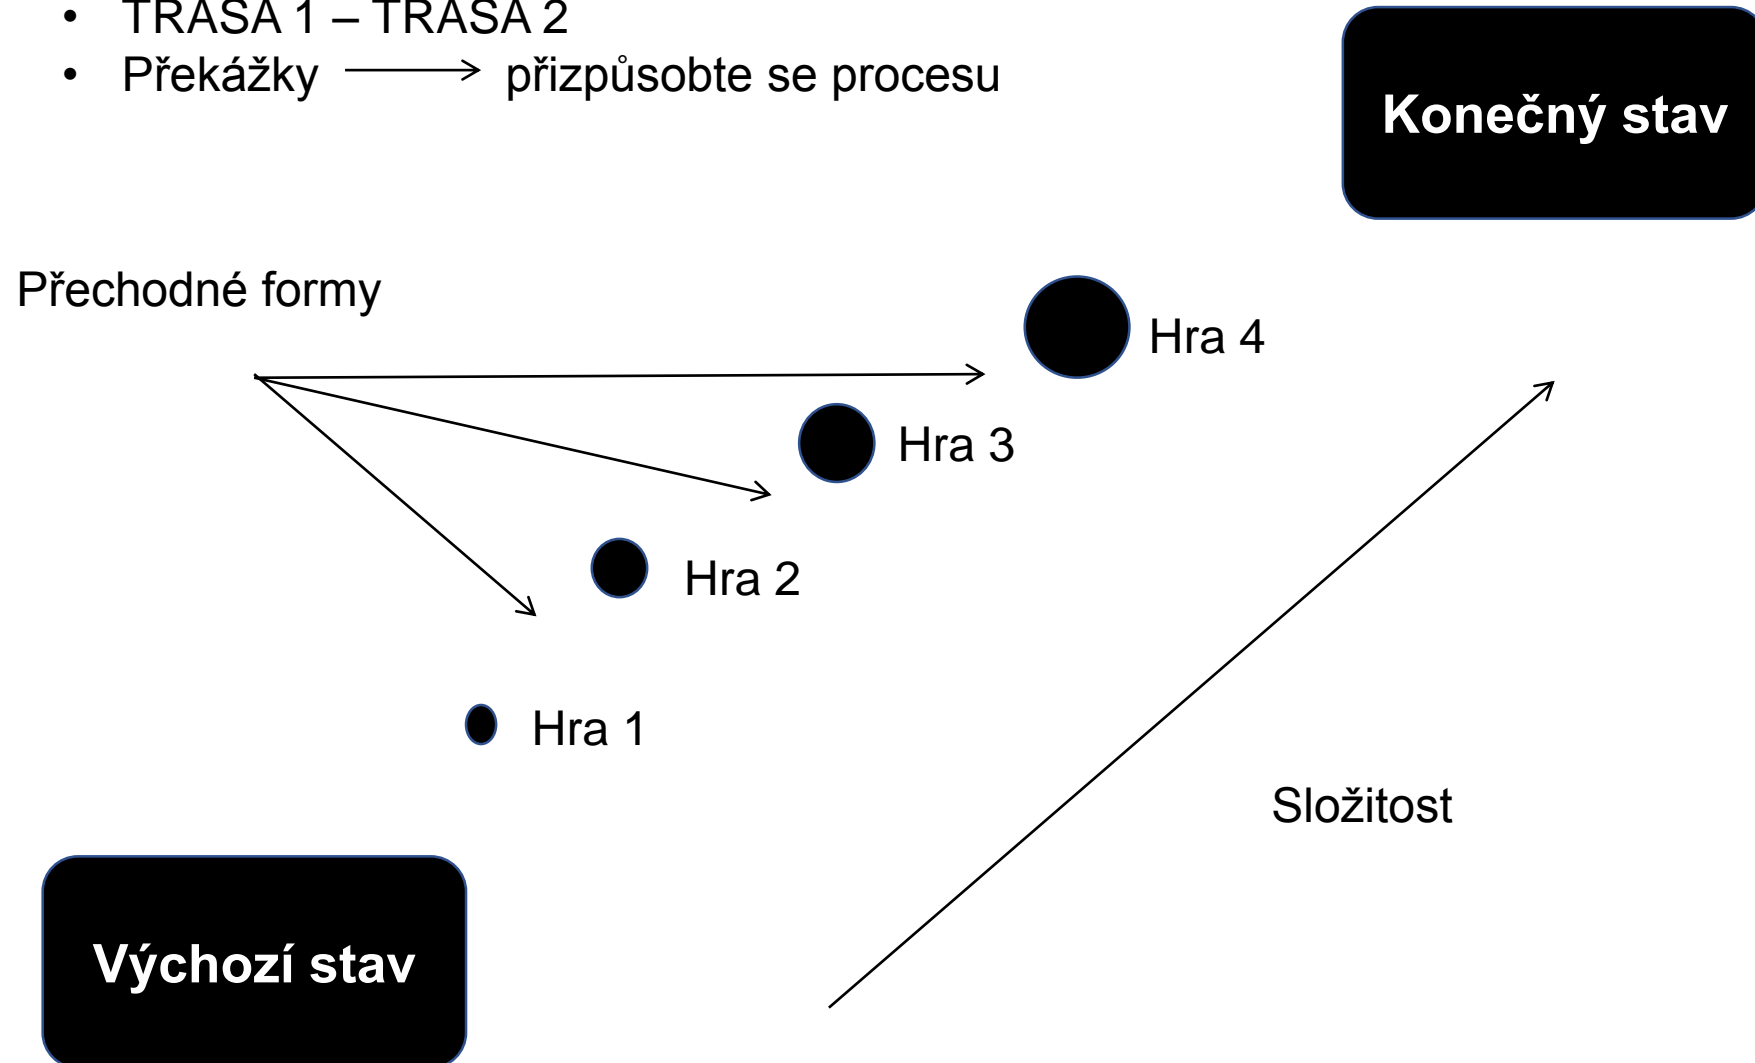 • TRASA 1 – TRASA 2
• Překážky → přizpůsobte se procesu
Konečný stav
Přechodné formy
Hra 4
Hra 3
Hra 2
Hra 1
Složitost
Výchozí stav